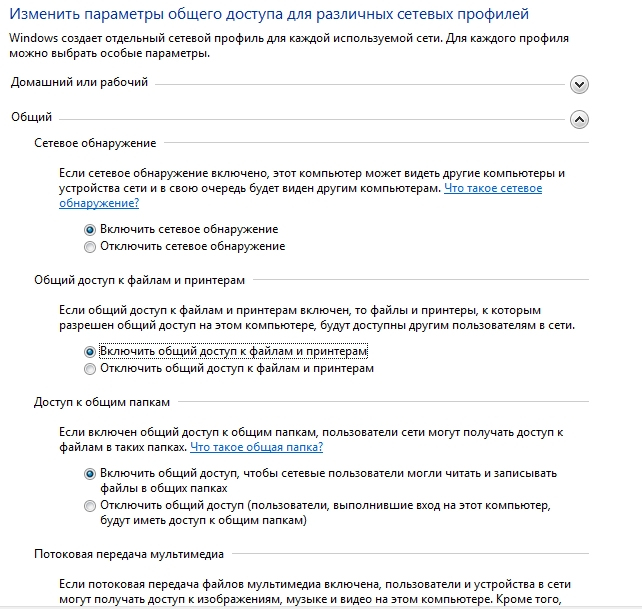 Изменить параметры общего доступа для различных сетевых профилей
Windows создает отдельный сетевой профиль для каждой используемой сети. Для каждого профиля
можно выбрать особые параметры.
Домашний или рабочий
Общий
Сетевое обнаружение
Если сетевое обнаружение включено, этот компьютер может видеть другие компьютеры и
устройства сети и в свою очередь будет виден другим компьютерам. Что такое сетевое
обнаружение?
Включить сетевое обнаружение
Отключить сетевое обнаружение
Общий доступ к файлам и принтерам
Если общий доступ к файлам и принтерам включен, то файлы и принтеры, к которым
разрешен общий доступ на этом компьютере, будут доступны другим пользователям в сети.
Включить общий доступ к файлам и принтерам
Отключить общий доступ к файлам и принтерам
Доступ к общим папкам
Если включен общий доступ к общим папкам, пользователи сети могут получать доступ к
файлам в таких папках. Что такое общая папка?
Включить общий доступ, чтобы сетевые пользователи могли читать и записывать
файлы в общих папках
Отключить общий доступ (пользователи, выполнившие вход на этот компьютер,
будут иметь доступ к общим папкам)
Потоковая передача мультимедиа
Если потоковая передача файлов мультимедиа включена, пользователи и устройства в сети
могут получать доступ к изображениям, музыке и видео на этом компьютере. Кроме того,